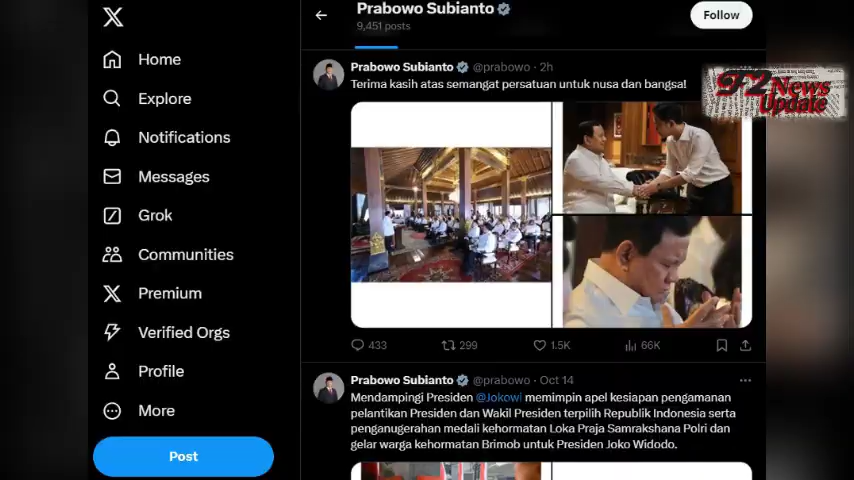 Prabowo Subianto
9,451 posts
Follow
Home
Explore
Notifications
Messages
Grok
Communities
Premium
Verified Orgs
Profile
More
Post
Prabowo Subianto @prabowo · 2h
Terima kasih atas semangat persatuan untuk nusa dan bangsa!
433 299 1.5K 66K
Prabowo Subianto @prabowo · Oct 14
Mendampingi Presiden @Jokowi memimpin apel kesiapan pengamanan
pelantikan Presiden dan Wakil Presiden terpilih Republik Indonesia serta
penganugerahan medali kehormatan Loka Praja Samrakshana Polri dan
gelar warga kehormatan Brimob untuk Presiden Joko Widodo.
F2 News
Update